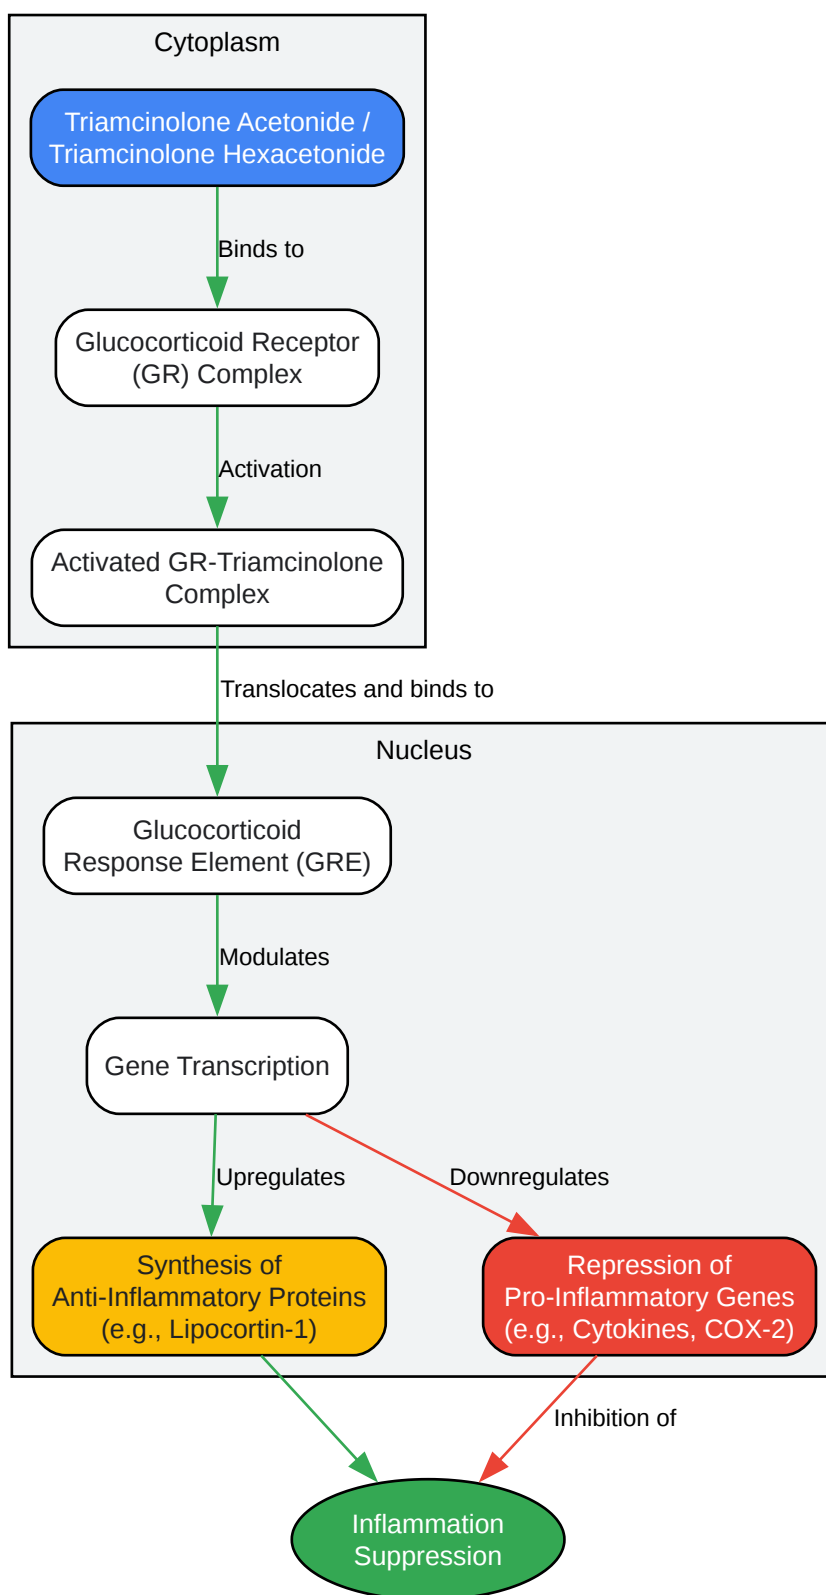 Cytoplasm
Triamcinolone Acetonide /
Triamcinolone Hexacetonide
Binds to
Glucocorticoid Receptor
(GR) Complex
Activation
Activated GR-Triamcinolone
Complex
Translocates and binds to
Nucleus
Glucocorticoid
Response Element (GRE)
Modulates
Gene Transcription
Upregulates
Downregulates
Synthesis of
Anti-Inflammatory Proteins
(e.g., Lipocortin-1)
Repression of
Pro-Inflammatory Genes
(e.g., Cytokines, COX-2)
Inhibition of
Inflammation
Suppression